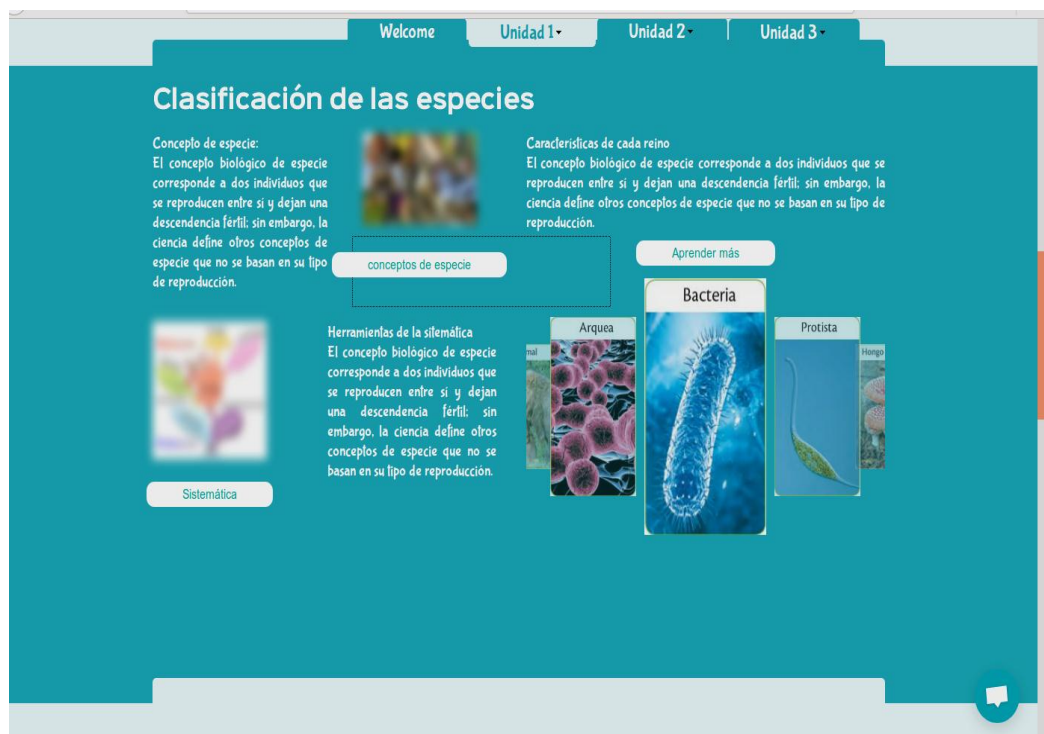 Welcome
Unidad 1
Unidad 2
Unidad 3
Clasificación de las especies
Concepto de especie:
El concepto biológico de especie
corresponde a dos individuos que
se reproducen entre sí y dejan una
descendencia fértil; sin embargo, la
ciencia define otros conceptos de
especie que no se basan en su tipo
de reproducción.
conceptos de especie
Características de cada reino
El concepto biológico de especie corresponde a dos individuos que se
reproducen entre sí y dejan una descendencia fértil; sin embargo, la
ciencia define otros conceptos de especie que no se basan en su tipo de
reproducción.
Aprender más
Sistemática
Herramientas de la sitemática
El concepto biológico de especie
corresponde a dos individuos que
se reproducen entre sí y dejan
una descendencia fértil; sin
embargo, la ciencia define otros
conceptos de especie que no se
basan en su tipo de reproducción.
mal
Arquea
Bacteria
Protista
Hongo